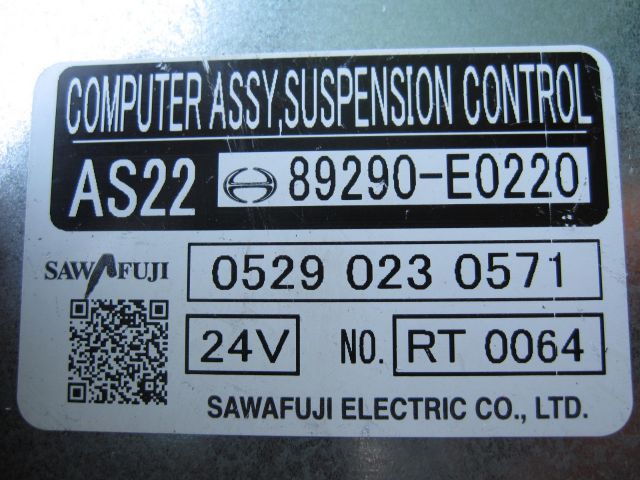 COMPUTER ASSY,SUSPENSION CONTROL
AS22 89290-E0220
SAWAFUJI 0529 023 0571
24V NO. RT 0064
SAWAFUJI ELECTRIC CO., LTD.